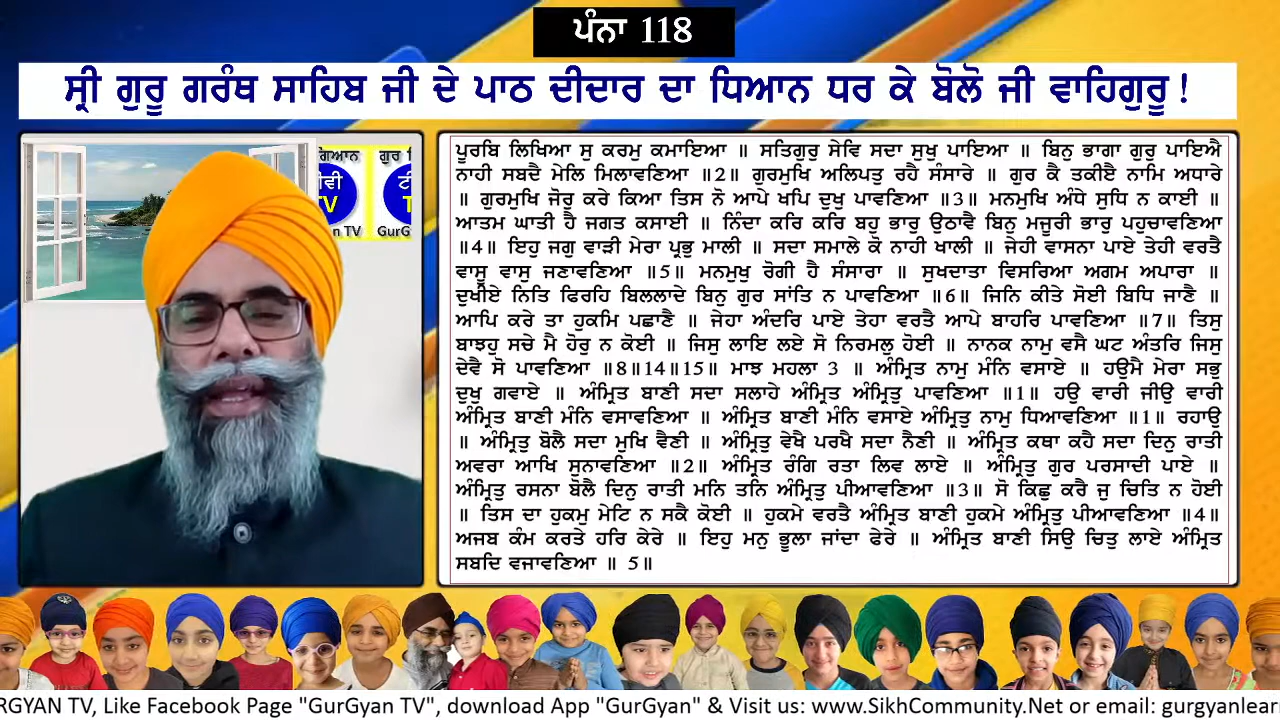 ਪੰਨਾ 118
ਸ੍ਰੀ ਗੁਰੂ ਗਰੰਥ ਸਾਹਿਬ ਜੀ ਦੇ ਪਾਠ ਦੀਦਾਰ ਦਾ ਧਿਆਨ ਧਰ ਕੇ ਬੋਲੋ ਜੀ ਵਾਹਿਗੁਰੂ!
ਗਿਆਨ ਗੁਰ
ਟੀ
TV T
an TV GurG
ਪੂਰਬਿ ਲਿਖਿਆ ਸੁ ਕਰਮੁ ਕਮਾਇਆ ॥ ਸਤਿਗੁਰੁ ਸੇਵਿ ਸਦਾ ਸੁਖੁ ਪਾਇਆ ॥ ਬਿਨੁ ਭਾਗਾ ਗੁਰੁ ਪਾਇਐ
ਨਾਹੀ ਸਬਦੈ ਮੇਲਿ ਮਿਲਾਵਣਿਆ ॥2॥ ਗੁਰਮੁਖਿ ਅਲਿਪਤੁ ਰਹੈ ਸੰਸਾਰੇ ॥ ਗੁਰ ਕੈ ਤਕੀਐ ਨਾਮਿ ਅਧਾਰੇ
॥ ਗੁਰਮੁਖਿ ਜੋਰੁ ਕਰੇ ਕਿਆ ਤਿਸ ਨੋ ਆਪੇ ਖਪਿ ਦੁਖੁ ਪਾਵਣਿਆ ॥3॥ ਮਨਮੁਖਿ ਅੰਧੇ ਸੁਧਿ ਨ ਕਾਈ ॥
ਆਤਮ ਘਾਤੀ ਹੈ ਜਗਤ ਕਸਾਈ ॥ ਨਿੰਦਾ ਕਰਿ ਕਰਿ ਬਹੁ ਭਾਰੁ ਉਠਾਵੈ ਬਿਨੁ ਮਜੂਰੀ ਭਾਰੁ ਪਹੁਚਾਵਣਿਆ
॥4॥ ਇਹੁ ਜਗੁ ਵਾੜੀ ਮੇਰਾ ਪ੍ਰਭੁ ਮਾਲੀ ॥ ਸਦਾ ਸਮਾਲੇ ਕੋ ਨਾਹੀ ਖਾਲੀ ॥ ਜੇਹੀ ਵਾਸਨਾ ਪਾਏ ਤੇਹੀ ਵਰਤੈ
ਵਾਸੂ ਵਾਸੁ ਜਣਾਵਣਿਆ ॥5॥ ਮਨਮੁਖੁ ਰੋਗੀ ਹੈ ਸੰਸਾਰਾ ॥ ਸੁਖਦਾਤਾ ਵਿਸਰਿਆ ਅਗਮ ਅਪਾਰਾ ॥
ਦੁਖੀਏ ਨਿਤਿ ਫਿਰਹਿ ਬਿਲਲਾਦੇ ਬਿਨੁ ਗੁਰ ਸਾਂਤਿ ਨ ਪਾਵਣਿਆ ॥6॥ ਜਿਨਿ ਕੀਤੇ ਸੋਈ ਬਿਧਿ ਜਾਣੈ ॥
ਆਪਿ ਕਰੇ ਤਾ ਹੁਕਮਿ ਪਛਾਣੈ ॥ ਜੇਹਾ ਅੰਦਰਿ ਪਾਏ ਤੇਹਾ ਵਰਤੈ ਆਪੇ ਬਾਹਰਿ ਪਾਵਣਿਆ ॥7॥ ਤਿਸੁ
ਬਾਝਹੁ ਸਚੇ ਮੈ ਹੋਰੁ ਨ ਕੋਈ ॥ ਜਿਸੁ ਲਾਇ ਲਏ ਸੋ ਨਿਰਮਲੁ ਹੋਈ ॥ ਨਾਨਕ ਨਾਮੁ ਵਸੈ ਘਟ ਅੰਤਰਿ ਜਿਸੁ
ਦੇਵੈ ਸੋ ਪਾਵਣਿਆ ॥8॥14॥15॥ ਮਾਝ ਮਹਲਾ 3 ॥ ਅੰਮ੍ਰਿਤ ਨਾਮੁ ਮੰਨਿ ਵਸਾਏ ॥ ਹਉਮੈ ਮੇਰਾ ਸਭੁ
ਦੁਖੁ ਗਵਾਏ ॥ ਅੰਮ੍ਰਿਤ ਬਾਣੀ ਸਦਾ ਸਲਾਹੇ ਅੰਮ੍ਰਿਤਿ ਅੰਮ੍ਰਿਤੁ ਪਾਵਣਿਆ ॥1॥ ਹਉ ਵਾਰੀ ਜੀਉ ਵਾਰੀ
ਅੰਮ੍ਰਿਤ ਬਾਣੀ ਮੰਨਿ ਵਸਾਵਣਿਆ ॥ ਅੰਮ੍ਰਿਤ ਬਾਣੀ ਮੰਨਿ ਵਸਾਏ ਅੰਮ੍ਰਿਤੁ ਨਾਮੁ ਧਿਆਵਣਿਆ ॥1॥ ਰਹਾਉ
॥ ਅੰਮ੍ਰਿਤੁ ਬੋਲੈ ਸਦਾ ਮੁਖਿ ਵੈਣੀ ॥ ਅੰਮ੍ਰਿਤੁ ਵੇਖੈ ਪਰਖੈ ਸਦਾ ਨੈਣੀ ॥ ਅੰਮ੍ਰਿਤ ਕਥਾ ਕਹੈ ਸਦਾ ਦਿਨੁ ਰਾਤੀ
ਅਵਰਾ ਆਖਿ ਸੁਨਾਵਣਿਆ ॥2॥ ਅੰਮ੍ਰਿਤ ਰੰਗਿ ਰਤਾ ਲਿਵ ਲਾਏ ॥ ਅੰਮ੍ਰਿਤੁ ਗੁਰ ਪਰਸਾਦੀ ਪਾਏ ॥
ਅੰਮ੍ਰਿਤੁ ਰਸਨਾ ਬੋਲੈ ਦਿਨੁ ਰਾਤੀ ਮਨਿ ਤਨਿ ਅੰਮ੍ਰਿਤੁ ਪੀਆਵਣਿਆ ॥3॥ ਸੋ ਕਿਛੁ ਕਰੈ ਜੁ ਚਿਤਿ ਨ ਹੋਈ
॥ ਤਿਸ ਦਾ ਹੁਕਮੁ ਮੇਟਿ ਨ ਸਕੈ ਕੋਈ ॥ ਹੁਕਮੇ ਵਰਤੈ ਅੰਮ੍ਰਿਤ ਬਾਣੀ ਹੁਕਮੇ ਅੰਮ੍ਰਿਤੁ ਪੀਆਵਣਿਆ ॥4॥
ਅਜਬ ਕੰਮ ਕਰਤੇ ਹਰਿ ਕੇਰੇ ॥ ਇਹੁ ਮਨੁ ਭੂਲਾ ਜਾਂਦਾ ਫੇਰੇ ॥ ਅੰਮ੍ਰਿਤ ਬਾਣੀ ਸਿਉ ਚਿਤੁ ਲਾਏ ਅੰਮ੍ਰਿਤ
ਸਬਦਿ ਵਜਾਵਣਿਆ ॥ 5॥
RGYAN TV, Like Facebook Page "GurGyan TV", download App "GurGyan" & Visit us: www.SikhCommunity.Net or email: gurgyanlear